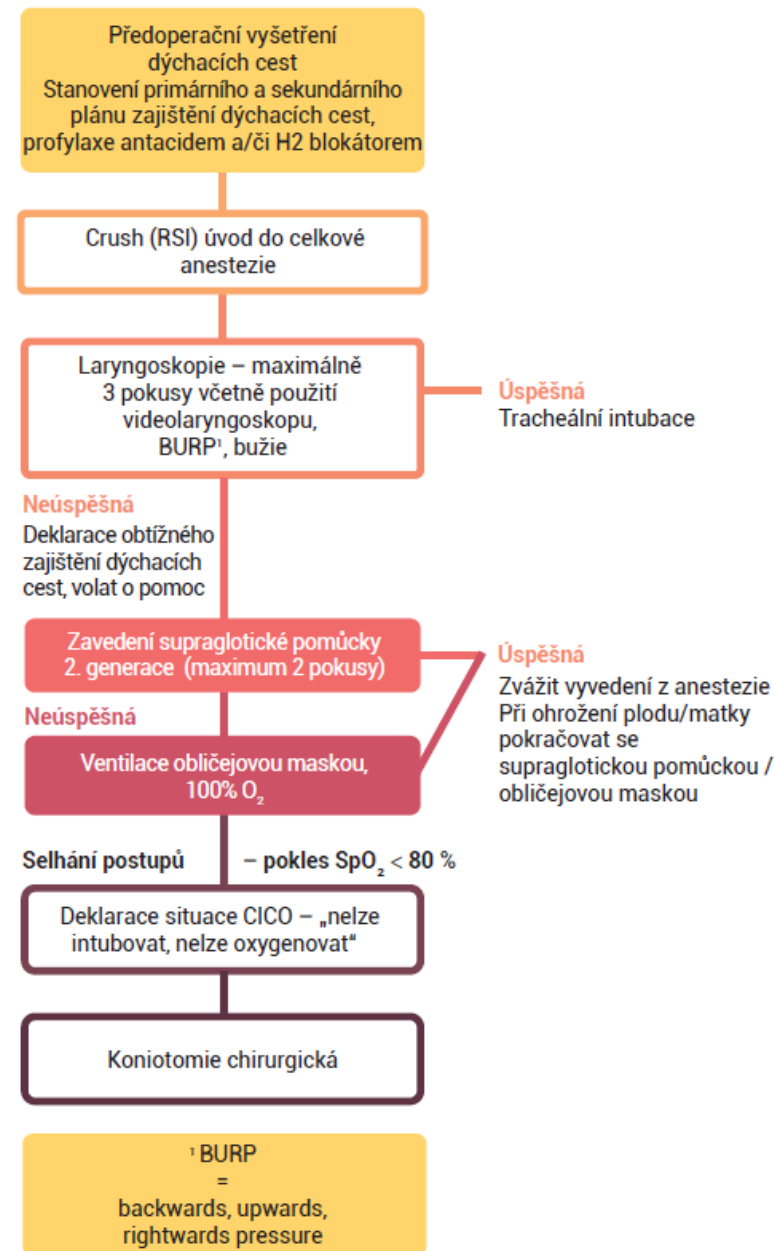 Předoperační vyšetření
dýchacích cest
Stanovení primárního a sekundárního
plánu zajištění dýchacích cest,
profylaxe antacidem a/či H2 blokátorem
Crush (RSI) úvod do celkové
anestezie
Laryngoskopie – maximálně
3 pokusy včetně použití
videolaryngoskopu,
BURP¹, bužie
Úspěšná
Tracheální intubace
Neúspěšná
Deklarace obtížného
zajištění dýchacích
cest, volat o pomoc
Zavedení supraglotické pomůcky
2. generace (maximum 2 pokusy)
Úspěšná
Zvážit vyvedení z anestezie
Při ohrožení plodu/matky
pokračovat se
supraglotickou pomůckou /
obličejovou maskou
Neúspěšná
Ventilace obličejovou maskou,
100% O₂
Selhání postupů – pokles SpO₂ < 80 %
Deklarace situace CICO – „nelze
intubovat, nelze oxygenovat“
Koniotomie chirurgická
¹ BURP
=
backwards, upwards,
rightwards pressure